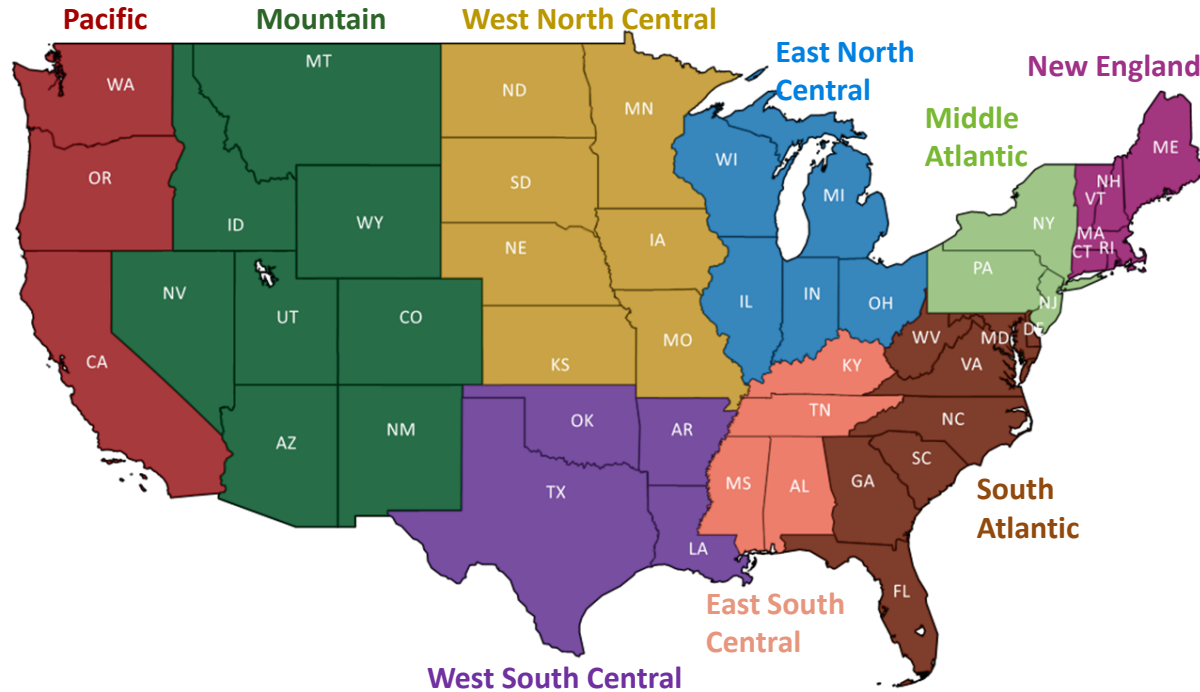 Pacific
Mountain
West North Central
East North
Central
New England
Middle
Atlantic
WA
MT
ND
MN
ME
OR
ID
WY
SD
WI
MI
NH
VT
NY
MA
CT
RI
NV
UT
CO
NE
IA
PA
NJ
CA
KS
MO
IL
IN
OH
WV
MD
DE
VA
KY
AZ
NM
OK
AR
TN
NC
SC
TX
LA
MS
AL
GA
FL
South
Atlantic
East South
Central
West South Central